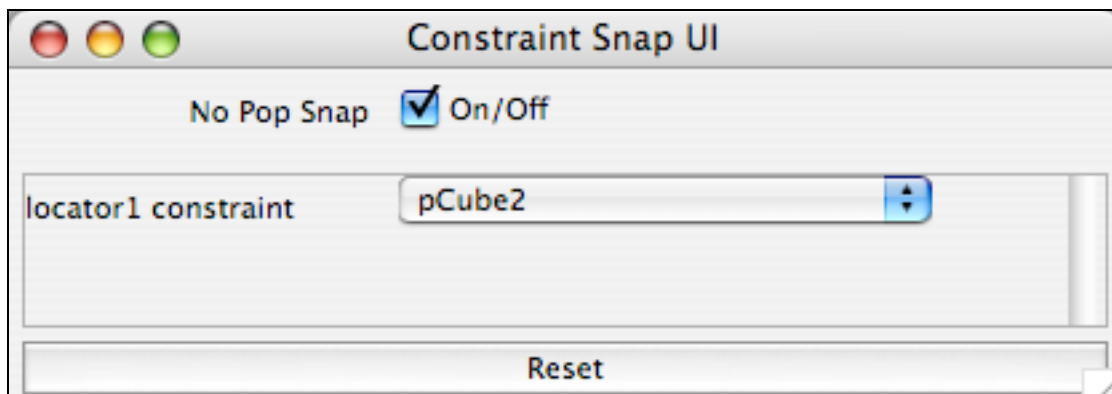 Constraint Snap UI
No Pop Snap On/Off
locator1 constraint pCube2
Reset